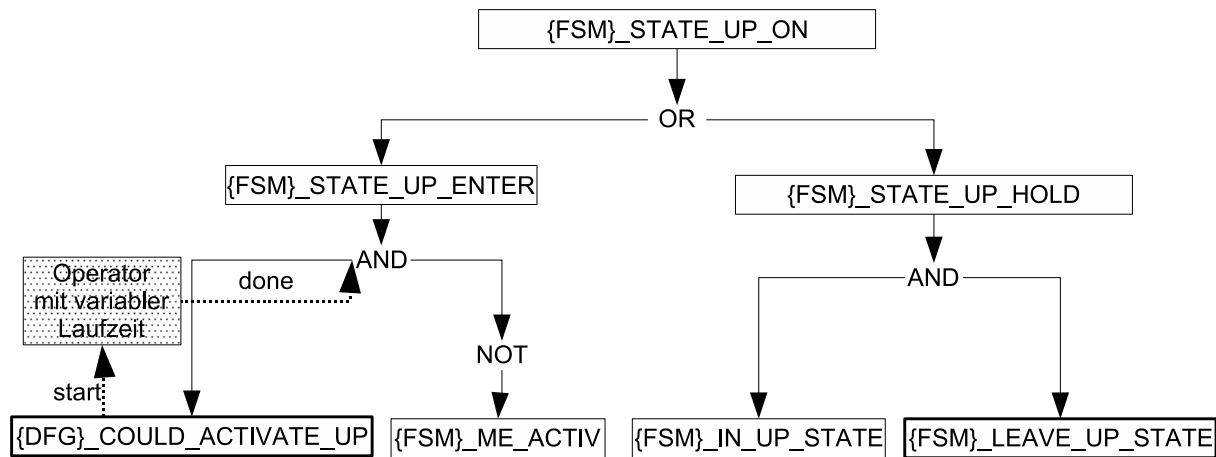 {FSM}_STATE_UP_ON
OR
{FSM}_STATE_UP_ENTER
{FSM}_STATE_UP_HOLD
AND
AND
Operator
mit variabler
Laufzeit
done
NOT
start
{DFG}_COULD_ACTIVATE_UP
{FSM}_ME_ACTIV
{FSM}_IN_UP_STATE
{FSM}_LEAVE_UP_STATE